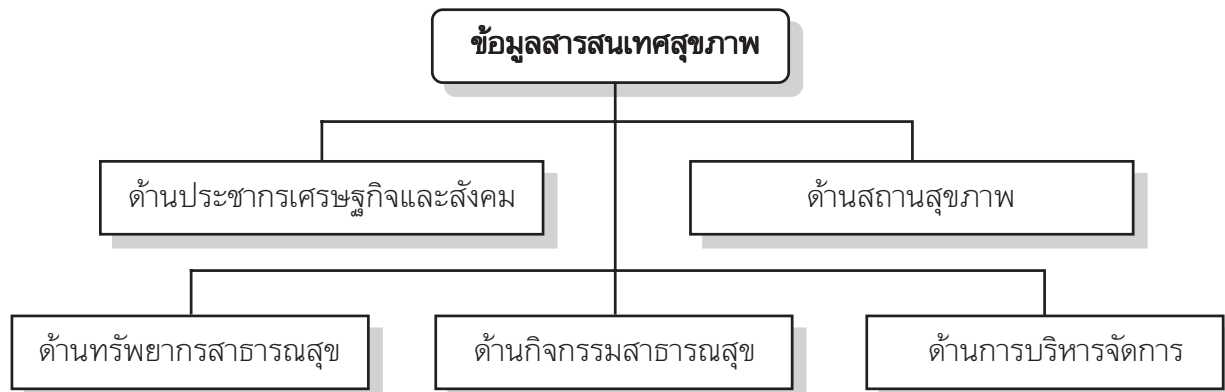 ข้อมูลสารสนเทศสุขภาพ
ด้านประชากรเศรษฐกิจและสังคม
ด้านสถานสุขภาพ
ด้านทรัพยากรสาธารณสุข
ด้านกิจกรรมสาธารณสุข
ด้านการบริหารจัดการ